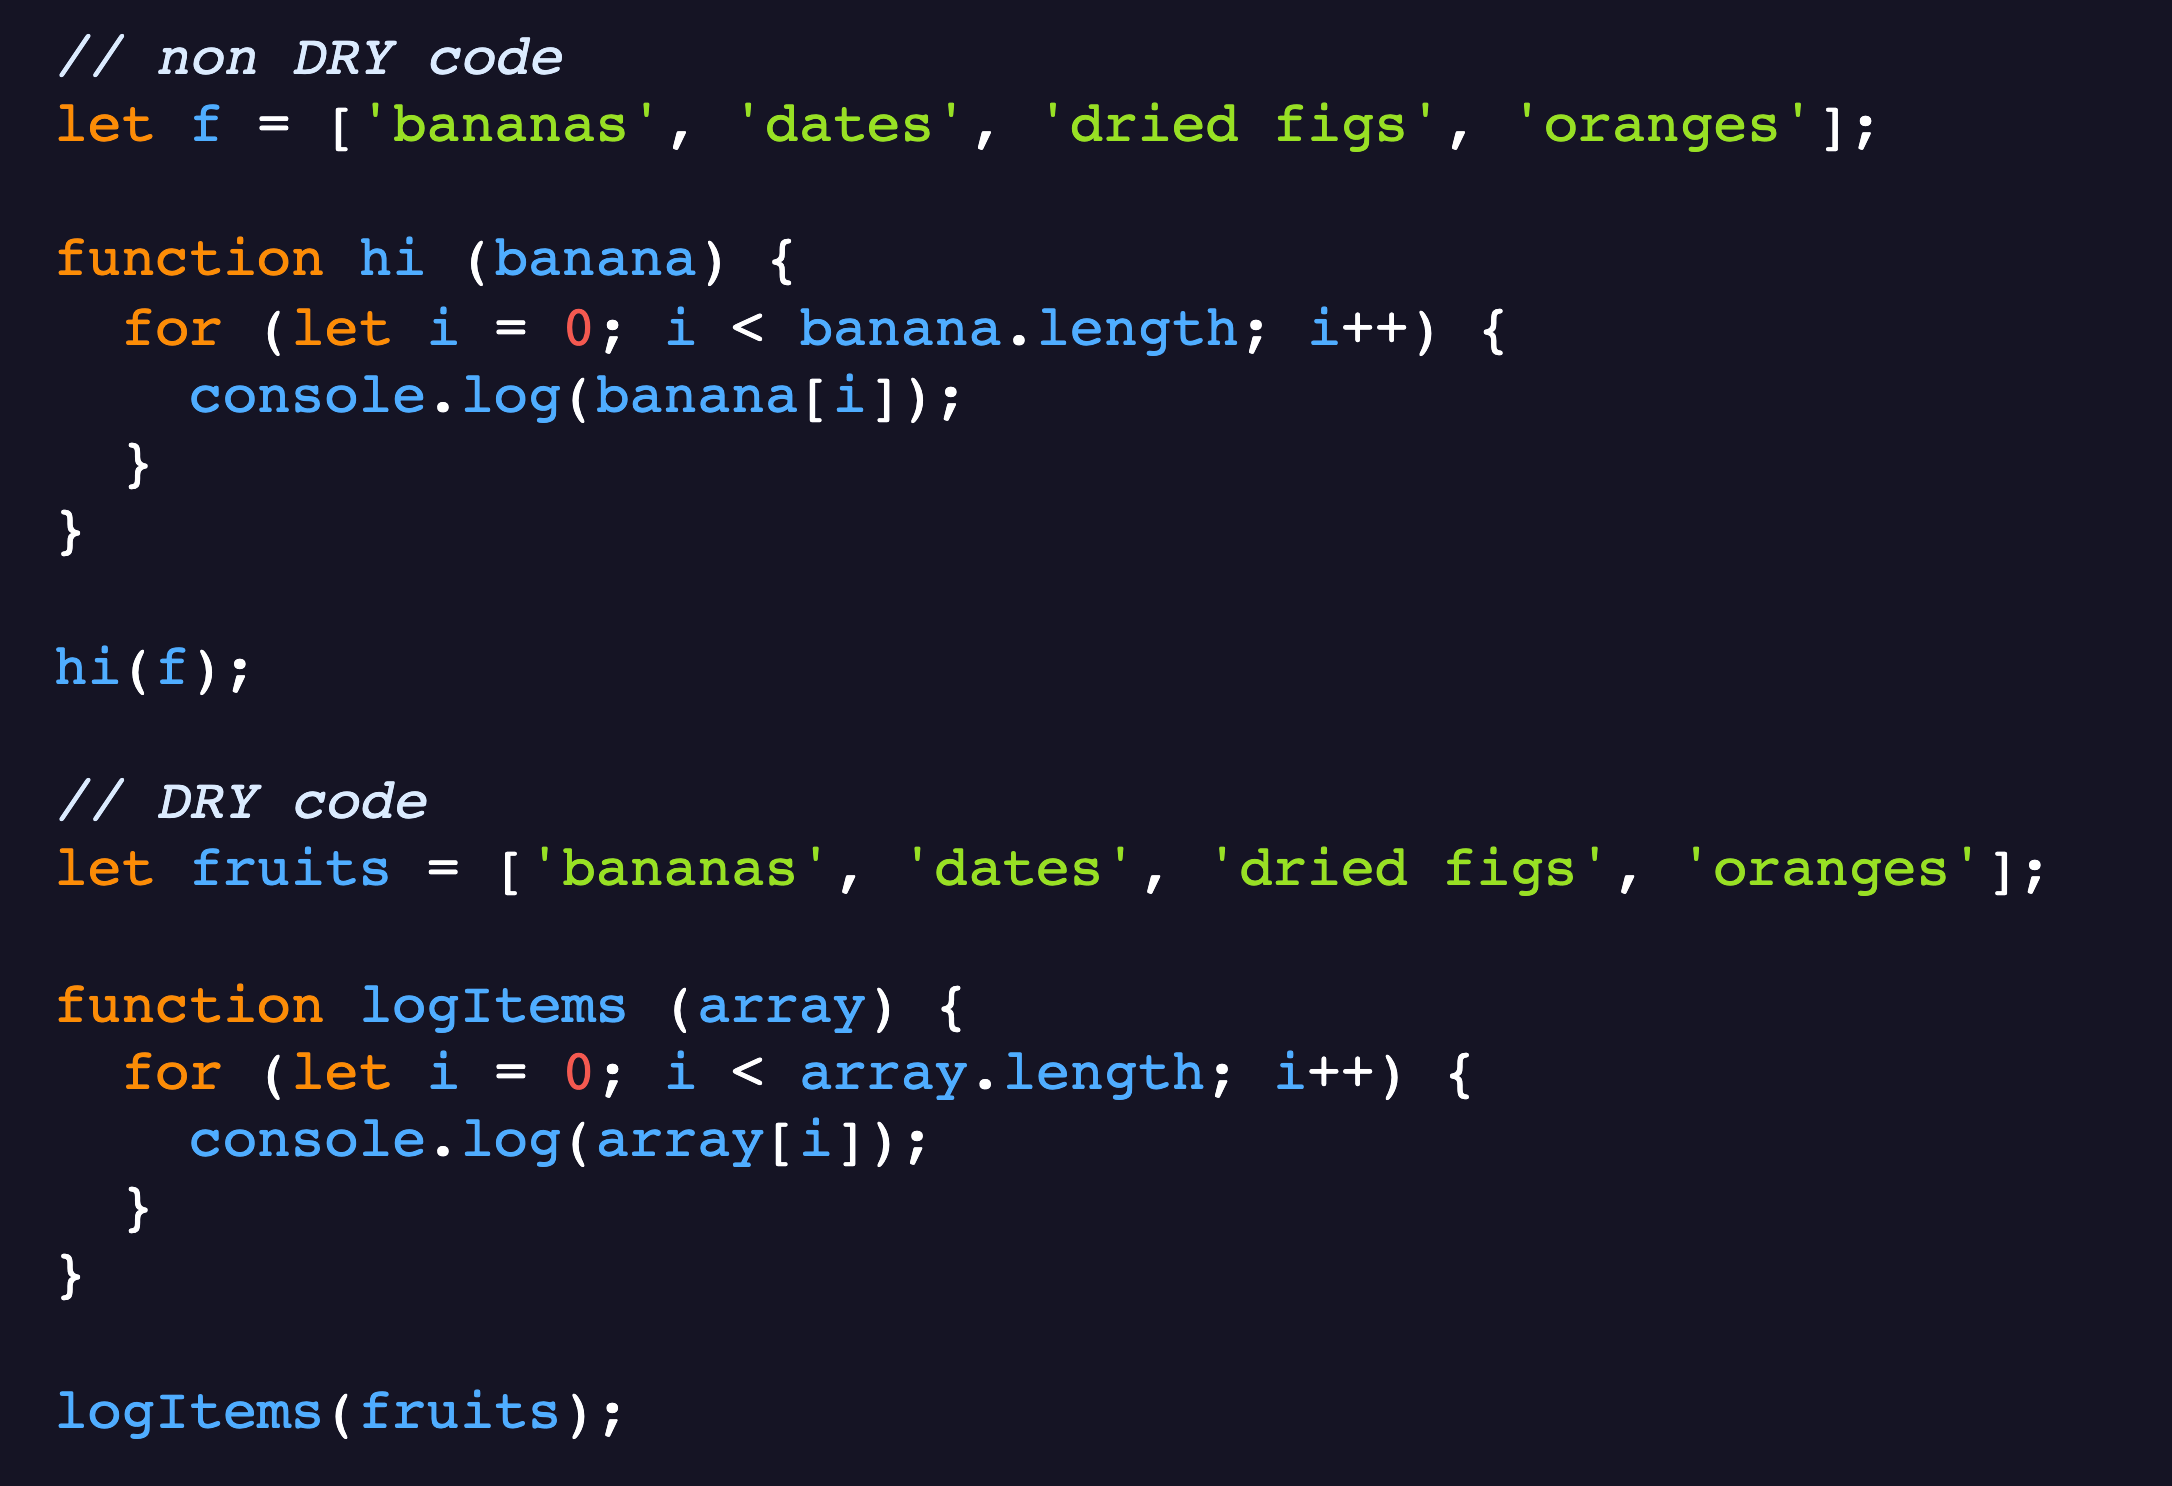 // non DRY code
let f = ['bananas', 'dates', 'dried figs', 'oranges'];
function hi (banana) {
  for (let i = 0; i < banana.length; i++) {
    console.log(banana[i]);
  }
}
hi(f);
// DRY code
let fruits = ['bananas', 'dates', 'dried figs', 'oranges'];
function logItems (array) {
  for (let i = 0; i < array.length; i++) {
    console.log(array[i]);
  }
}
logItems(fruits);